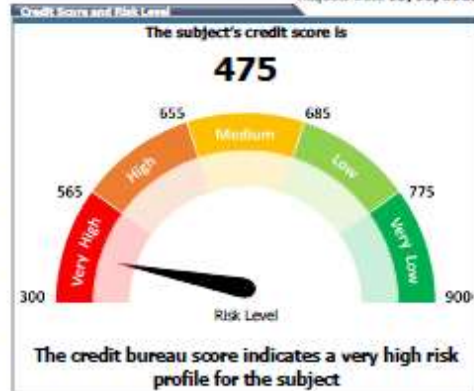 Credit Score and Risk Level
The subject's credit score is
475
655 685
Medium
High Low
565 775
Very High Very Low
300 900
Risk Level
The credit bureau score indicates a very high risk
profile for the subject